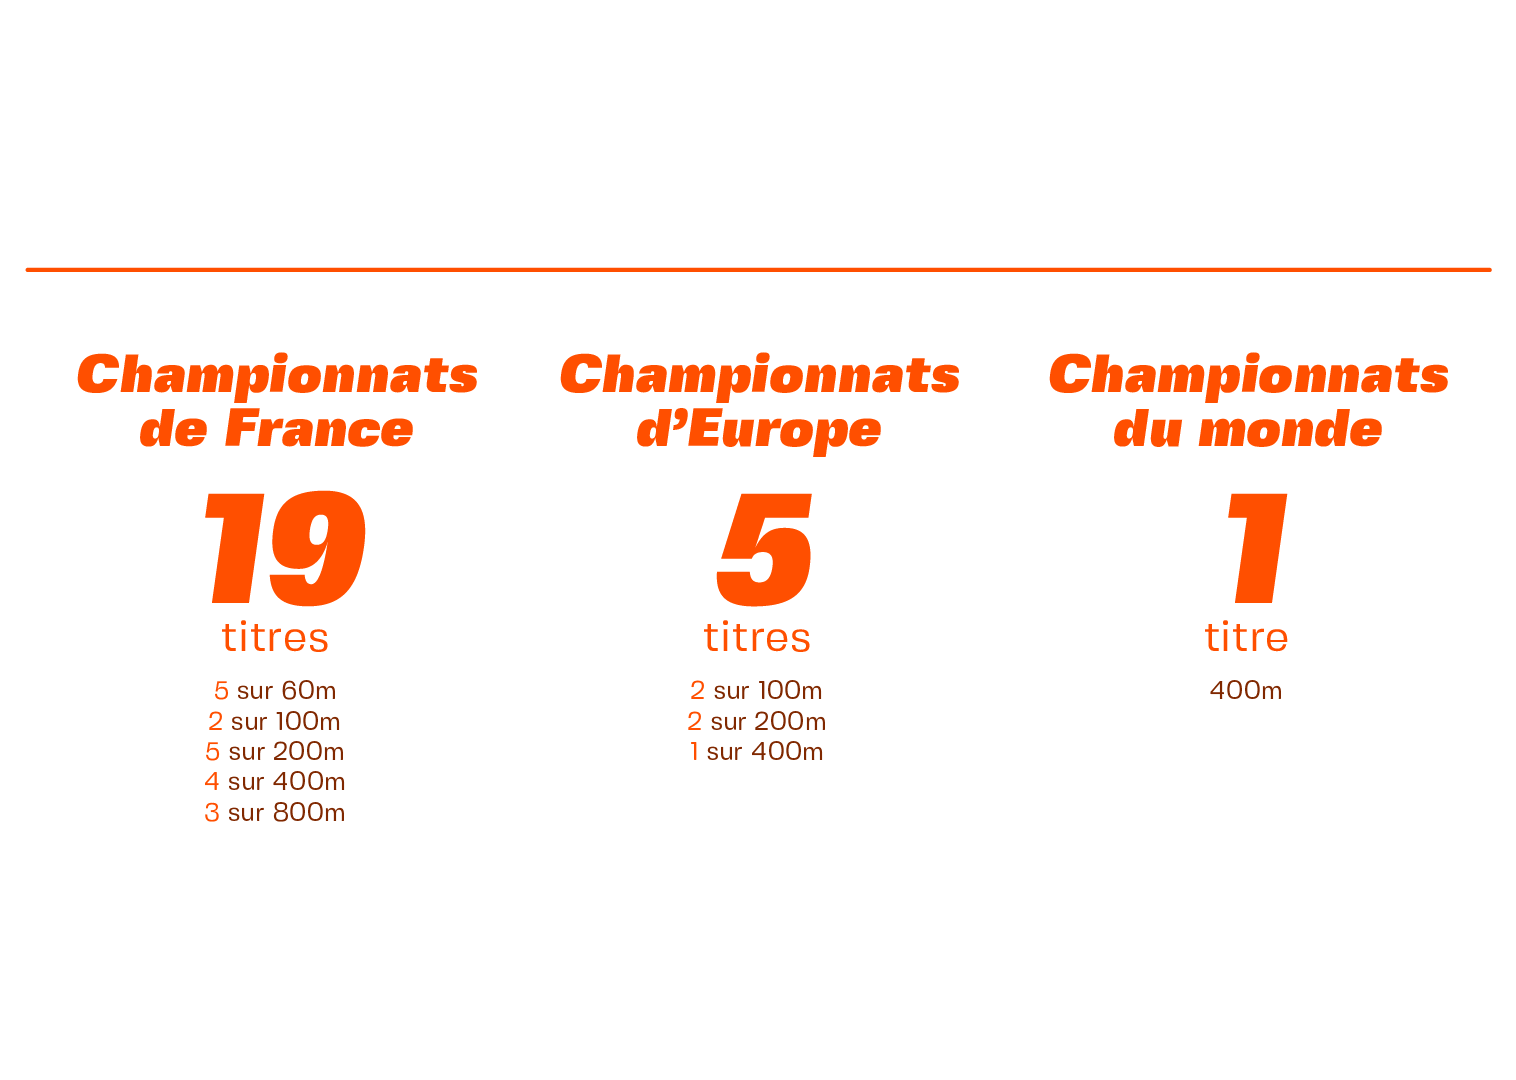 Championnats
de France
19
titres
5 sur 60m
2 sur 100m
5 sur 200m
4 sur 400m
3 sur 800m
Championnats
d’Europe
5
titres
2 sur 100m
2 sur 200m
1 sur 400m
Championnats
du monde
1
titre
400m